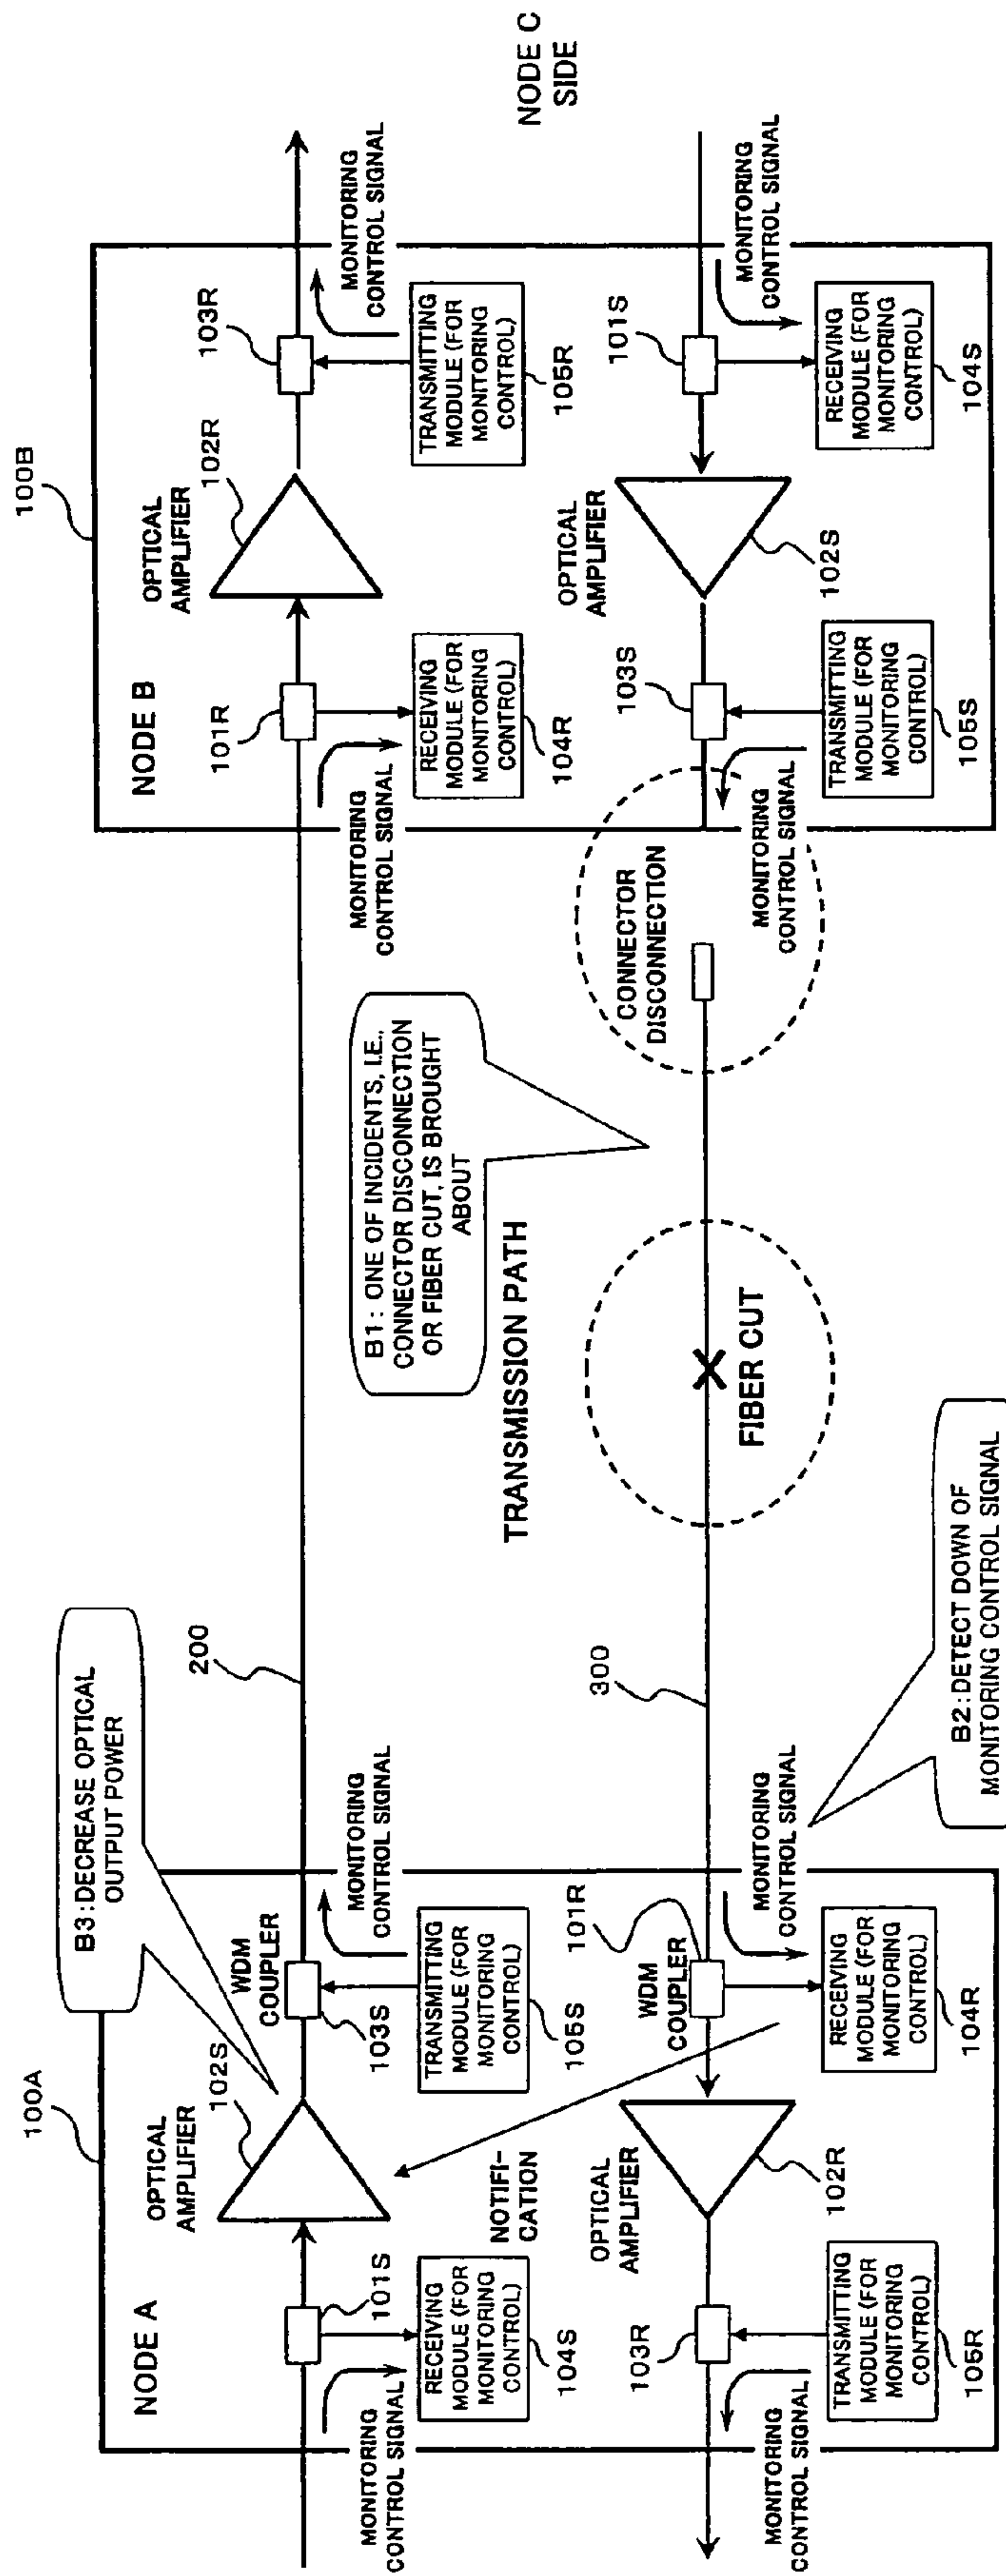 100A
NODE A
B3:DECREASE OPTICAL
OUTPUT POWER
OPTICAL
AMPLIFIER
102S
101S
WDM
COUPLER
103S
200
MONITORING
CONTROL SIGNAL
RECEIVING
MODULE (FOR
MONITORING
CONTROL)
104S
NOTIFI-
CATION
TRANSMITTING
MODULE (FOR
MONITORING
CONTROL)
105S
MONITORING
CONTROL SIGNAL
OPTICAL
AMPLIFIER
102R
103R
WDM
COUPLER
101R
300
MONITORING
CONTROL SIGNAL
TRANSMITTING
MODULE (FOR
MONITORING
CONTROL)
105R
RECEIVING
MODULE (FOR
MONITORING
CONTROL)
104R
MONITORING
CONTROL SIGNAL
B2:DETECT DOWN OF
MONITORING CONTROL SIGNAL
TRANSMISSION PATH
B1: ONE OF INCIDENTS, I.E.,
CONNECTOR DISCONNECTION
OR FIBER CUT, IS BROUGHT
ABOUT
FIBER CUT
CONNECTOR
DISCONNECTION
100B
NODE B
OPTICAL
AMPLIFIER
102R
101R
103R
MONITORING
CONTROL SIGNAL
RECEIVING
MODULE (FOR
MONITORING
CONTROL)
104R
TRANSMITTING
MODULE (FOR
MONITORING
CONTROL)
105R
MONITORING
CONTROL SIGNAL
OPTICAL
AMPLIFIER
102S
103S
101S
MONITORING
CONTROL SIGNAL
TRANSMITTING
MODULE (FOR
MONITORING
CONTROL)
105S
RECEIVING
MODULE (FOR
MONITORING
CONTROL)
104S
MONITORING
CONTROL SIGNAL
NODE C
SIDE